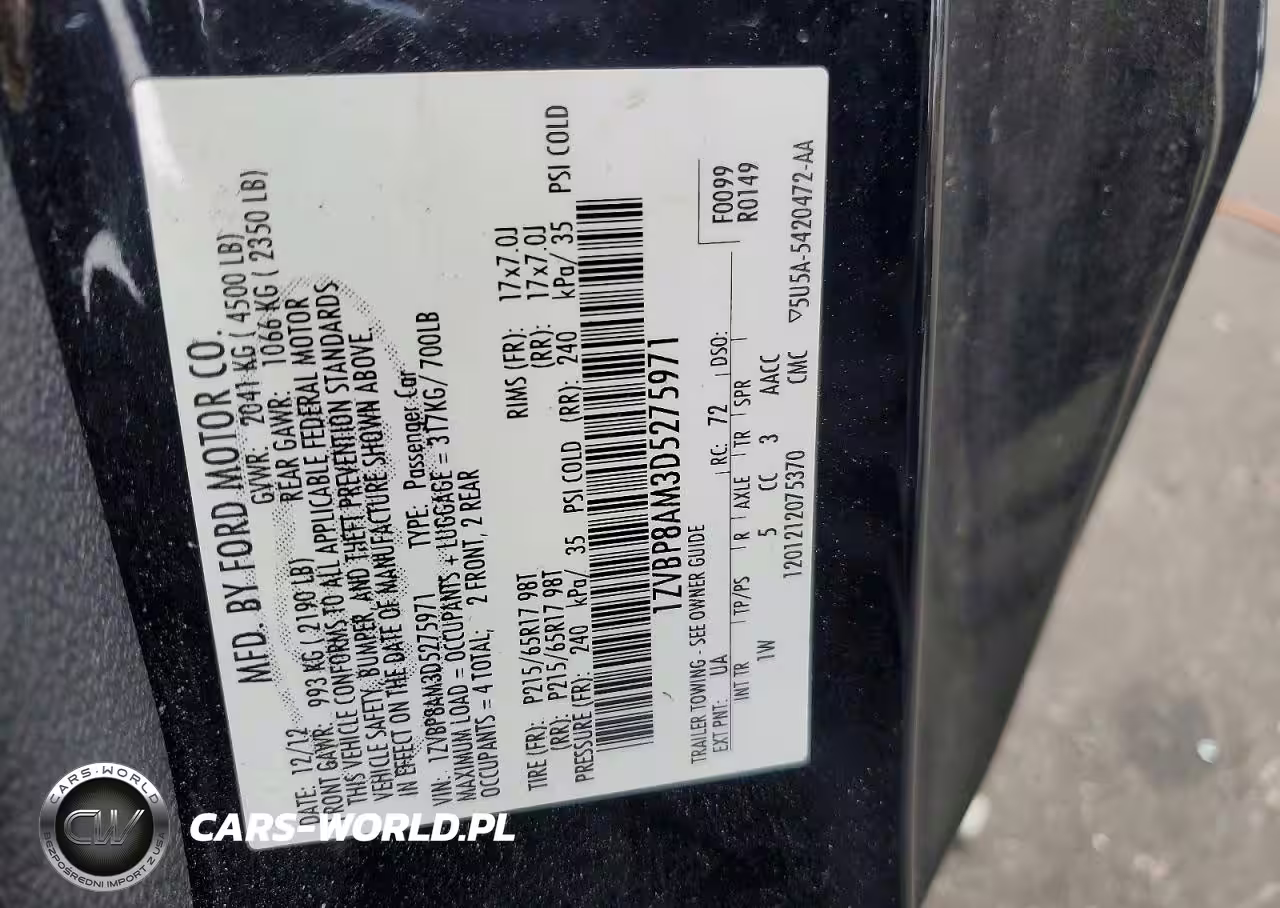 MFD. BY FORD MOTOR CO.
DATE: 12/12 GVWR: 2041 KG ( 4500 LB)
FRONT GAWR: 993 KG ( 2190 LB) REAR GAWR: 1066 KG ( 2350 LB)
THIS VEHICLE CONFORMS TO ALL APPLICABLE FEDERAL MOTOR
VEHICLE SAFETY, BUMPER, AND THEFT PREVENTION STANDARDS
IN EFFECT ON THE DATE OF MANUFACTURE SHOWN ABOVE.
VIN: 1ZVBP8AM3D5275971 TYPE: Passenger Car
MAXIMUM LOAD = OCCUPANTS + LUGGAGE = 317KG/ 700LB
OCCUPANTS = 4 TOTAL; 2 FRONT, 2 REAR
TIRE (FR): P215/65R17 98T RIMS (FR): 17x7.0J
(RR): P215/65R17 98T (RR): 17x7.0J
PRESSURE (FR): 240 kPa/ 35 PSI COLD (RR): 240 kPa/ 35 PSI COLD
1ZVBP8AM3D5275971
TRAILER TOWING - SEE OWNER GUIDE F0099
EXT PNT: UA RC: 72 DSO: R0149
INT TR TP/PS R AXLE TR SPR
1W 5 CC 3 AACC
1201212075370 CMC ▽5U5A-5420472-AA
CARS-WORLD
CW
BEZPOŚREDNI IMPORT Z USA
CARS-WORLD.PL